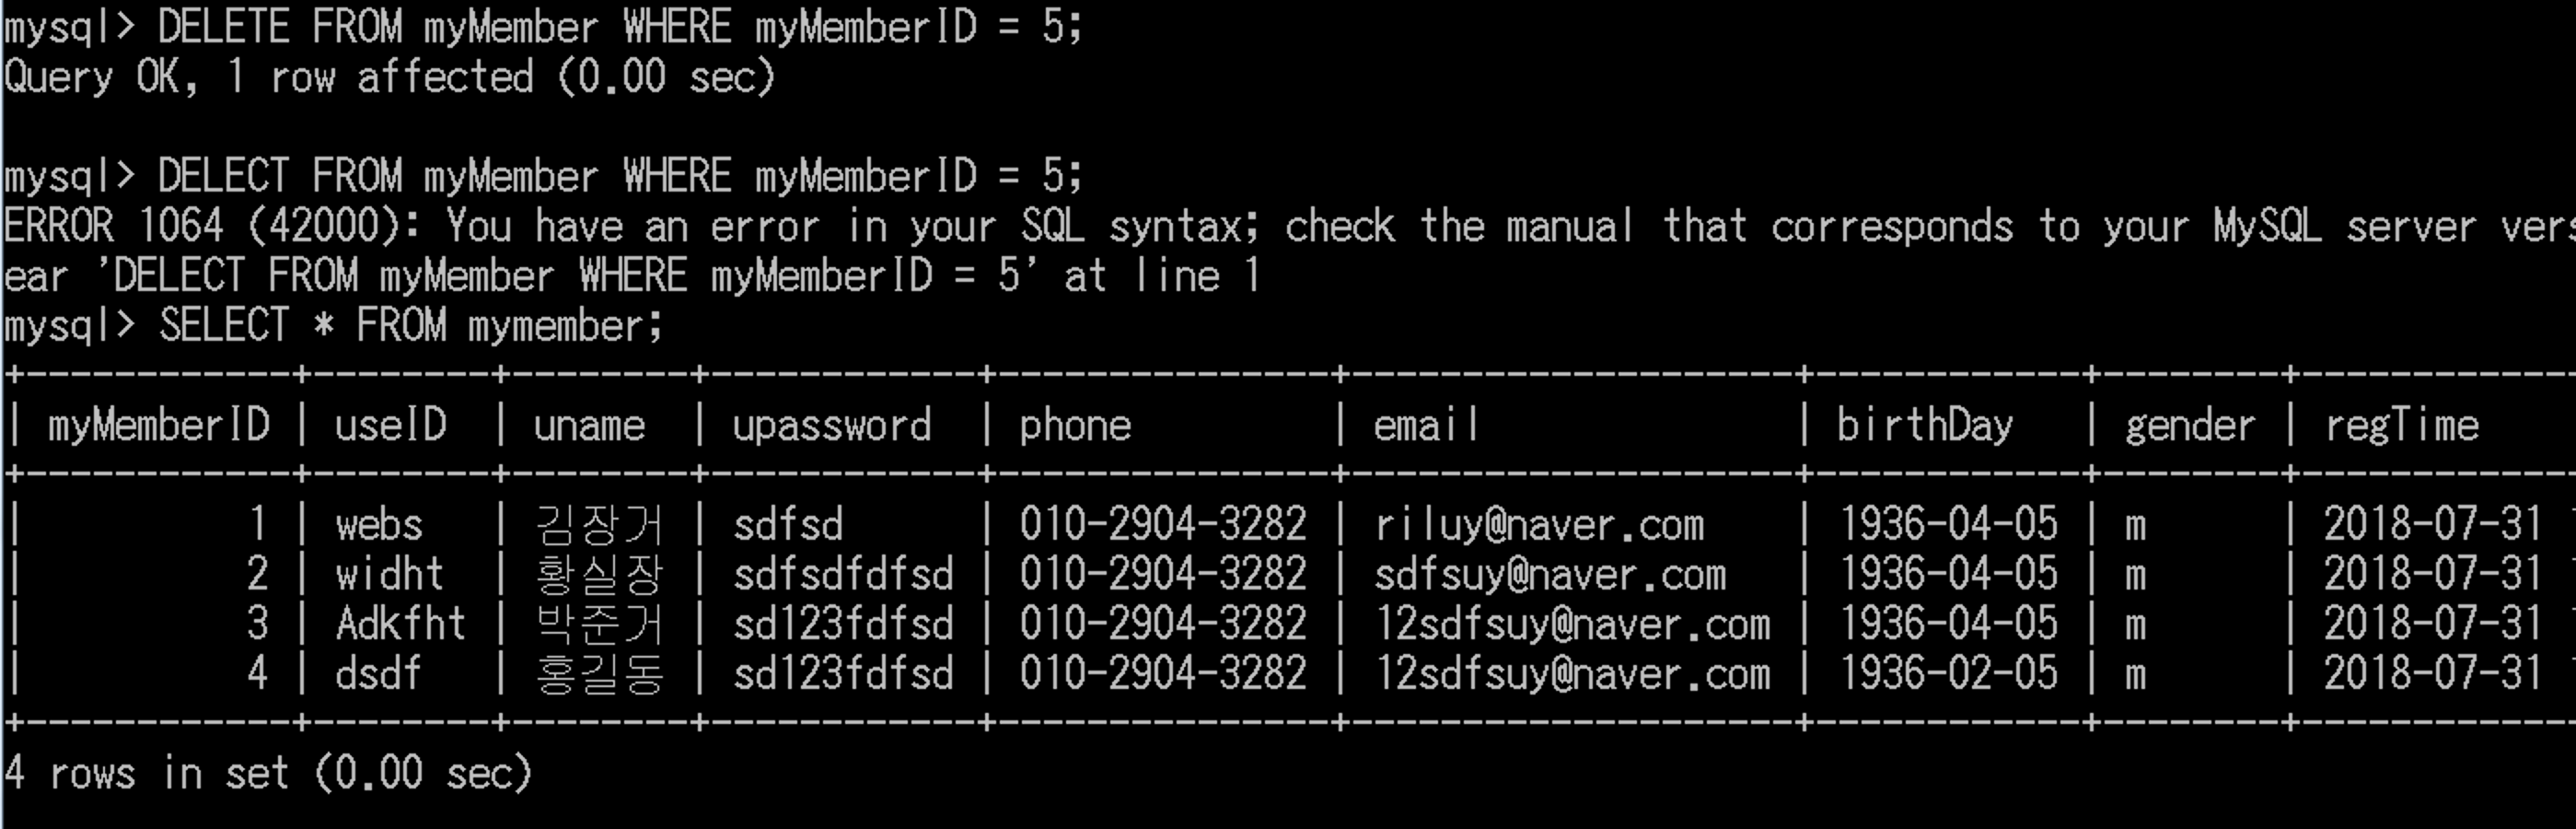 mysql> DELETE FROM myMember WHERE myMemberID = 5;
Query OK, 1 row affected (0.00 sec)
mysql> DELECT FROM myMember WHERE myMemberID = 5;
ERROR 1064 (42000): You have an error in your SQL syntax; check the manual that corresponds to your MySQL server vers
ear 'DELECT FROM myMember WHERE myMemberID = 5' at line 1
mysql> SELECT * FROM mymember;
+------------+--------+--------+------------+---------------+-------------------+------------+--------+------------
| myMemberID | useID | uname | upassword | phone | email | birthDay | gender | regTime
+------------+--------+--------+------------+---------------+-------------------+------------+--------+------------
| 1 | webs | 김장거 | sdfsd | 010-2904-3282 | riluy@naver.com | 1936-04-05 | m | 2018-07-31
| 2 | widht | 황실장 | sdfsdfdfsd | 010-2904-3282 | sdfsuy@naver.com | 1936-04-05 | m | 2018-07-31
| 3 | Adkfht | 박준거 | sd123fdfsd | 010-2904-3282 | 12sdfsuy@naver.com | 1936-04-05 | m | 2018-07-31
| 4 | dsdf | 홍길동 | sd123fdfsd | 010-2904-3282 | 12sdfsuy@naver.com | 1936-02-05 | m | 2018-07-31
+------------+--------+--------+------------+---------------+-------------------+------------+--------+------------
4 rows in set (0.00 sec)